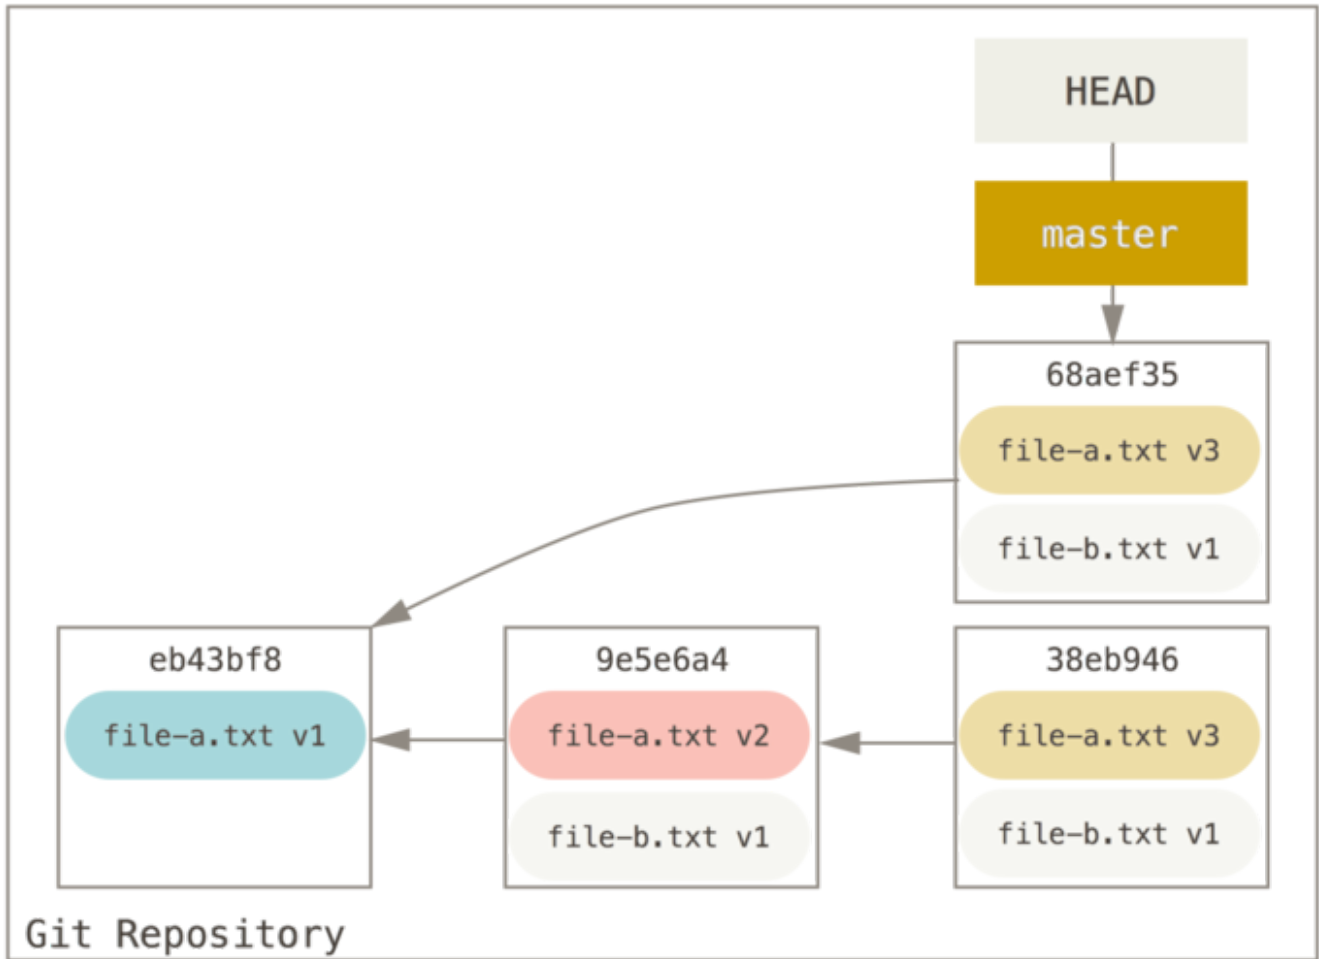 HEAD
master
68aef35
file-a.txt v3
file-b.txt v1
eb43bf8
file-a.txt v1
9e5e6a4
file-a.txt v2
file-b.txt v1
38eb946
file-a.txt v3
file-b.txt v1
Git Repository